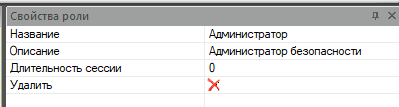 Свойства роли
Название Администратор
Описание Администратор безопасности
Длительность сессии 0
Удалить